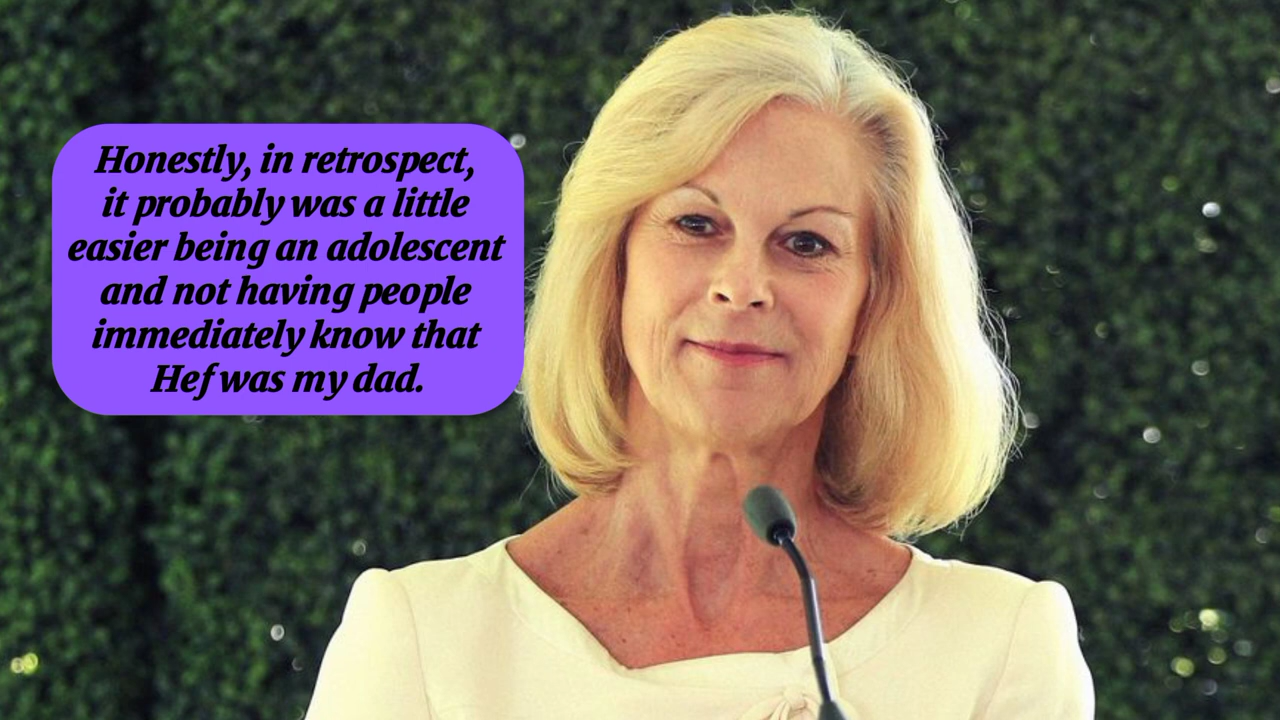 Honestly, in retrospect,
it probably was a little
easier being an adolescent
and not having people
immediately know that
Hef was my dad.